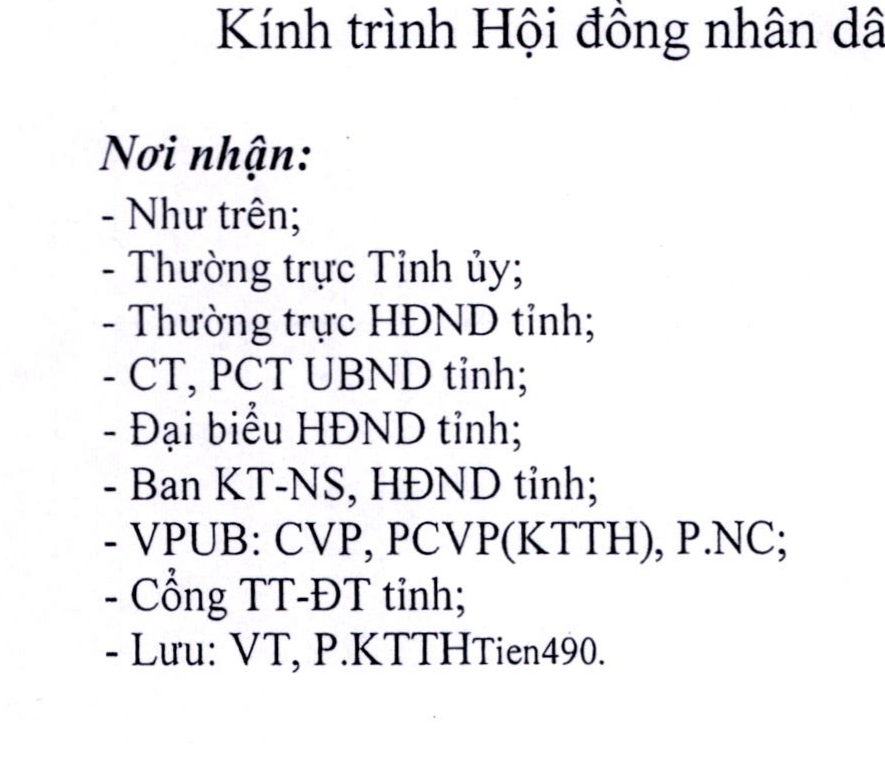 Kính trình Hội đồng nhân dâ
Nơi nhận:
- Như trên;
- Thường trực Tỉnh ủy;
- Thường trực HĐND tỉnh;
- CT, PCT UBND tỉnh;
- Đại biểu HĐND tỉnh;
- Ban KT-NS, HĐND tỉnh;
- VPUB: CVP, PCVP(KTTH), P.NC;
- Cổng TT-ĐT tỉnh;
- Lưu: VT, P.KTTHTien490.